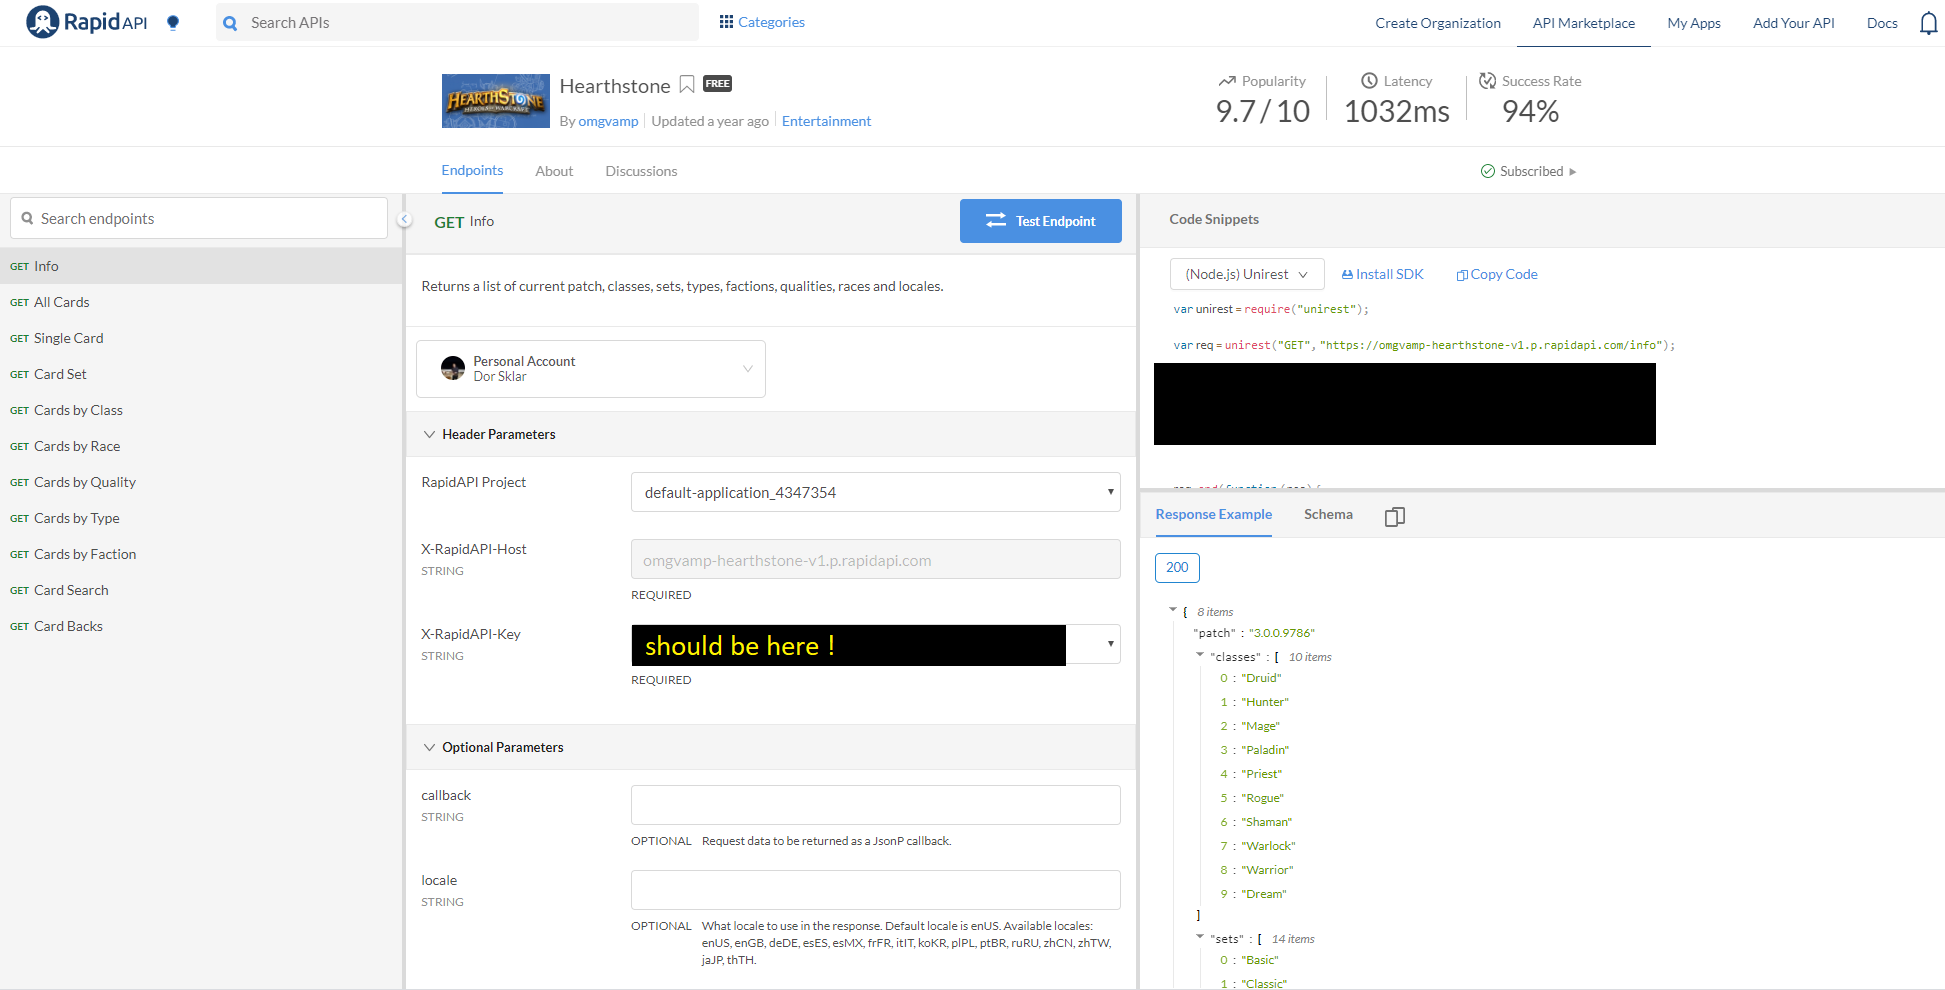 RapidAPI
Search APIs
Categories
Create Organization
API Marketplace
My Apps
Add Your API
Docs
HEARTHSTONE
HEROES OF WARCRAFT
Hearthstone
FREE
By omgvamp
Updated a year ago
Entertainment
Popularity
9.7 / 10
Latency
1032ms
Success Rate
94%
Endpoints
About
Discussions
Subscribed
Search endpoints
GET Info
GET All Cards
GET Single Card
GET Card Set
GET Cards by Class
GET Cards by Race
GET Cards by Quality
GET Cards by Type
GET Cards by Faction
GET Card Search
GET Card Backs
GET Info
Test Endpoint
Returns a list of current patch, classes, sets, types, factions, qualities, races and locales.
Personal Account
Dor Sklar
Header Parameters
RapidAPI Project
default-application_4347354
X-RapidAPI-Host
STRING
omgvamp-hearthstone-v1.p.rapidapi.com
REQUIRED
X-RapidAPI-Key
STRING
should be here !
REQUIRED
Optional Parameters
callback
STRING
OPTIONAL Request data to be returned as a JsonP callback.
locale
STRING
OPTIONAL What locale to use in the response. Default locale is enUS. Available locales:
enUS, enGB, deDE, esES, esMX, frFR, itIT, koKR, plPL, ptBR, ruRU, zhCN, zhTW,
jaJP, thTH.
Code Snippets
(Node.js) Unirest
Install SDK
Copy Code
var unirest = require("unirest");
var req = unirest("GET", "https://omgvamp-hearthstone-v1.p.rapidapi.com/info");
Response Example
Schema
200
{ 8 items
"patch" : "3.0.0.9786"
"classes" : [ 10 items
0 : "Druid"
1 : "Hunter"
2 : "Mage"
3 : "Paladin"
4 : "Priest"
5 : "Rogue"
6 : "Shaman"
7 : "Warlock"
8 : "Warrior"
9 : "Dream"
]
"sets" : [ 14 items
0 : "Basic"
1 : "Classic"